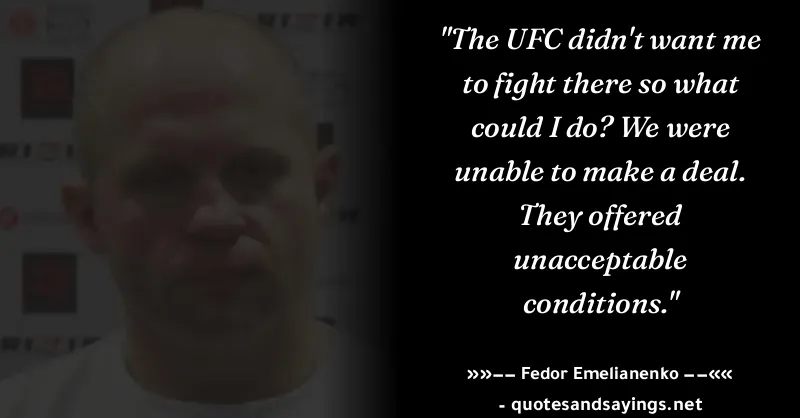 "The UFC didn't want me
to fight there so what
could I do? We were
unable to make a deal.
They offered
unacceptable
conditions."
»»–– Fedor Emelianenko ––««
- quotesandsayings.net